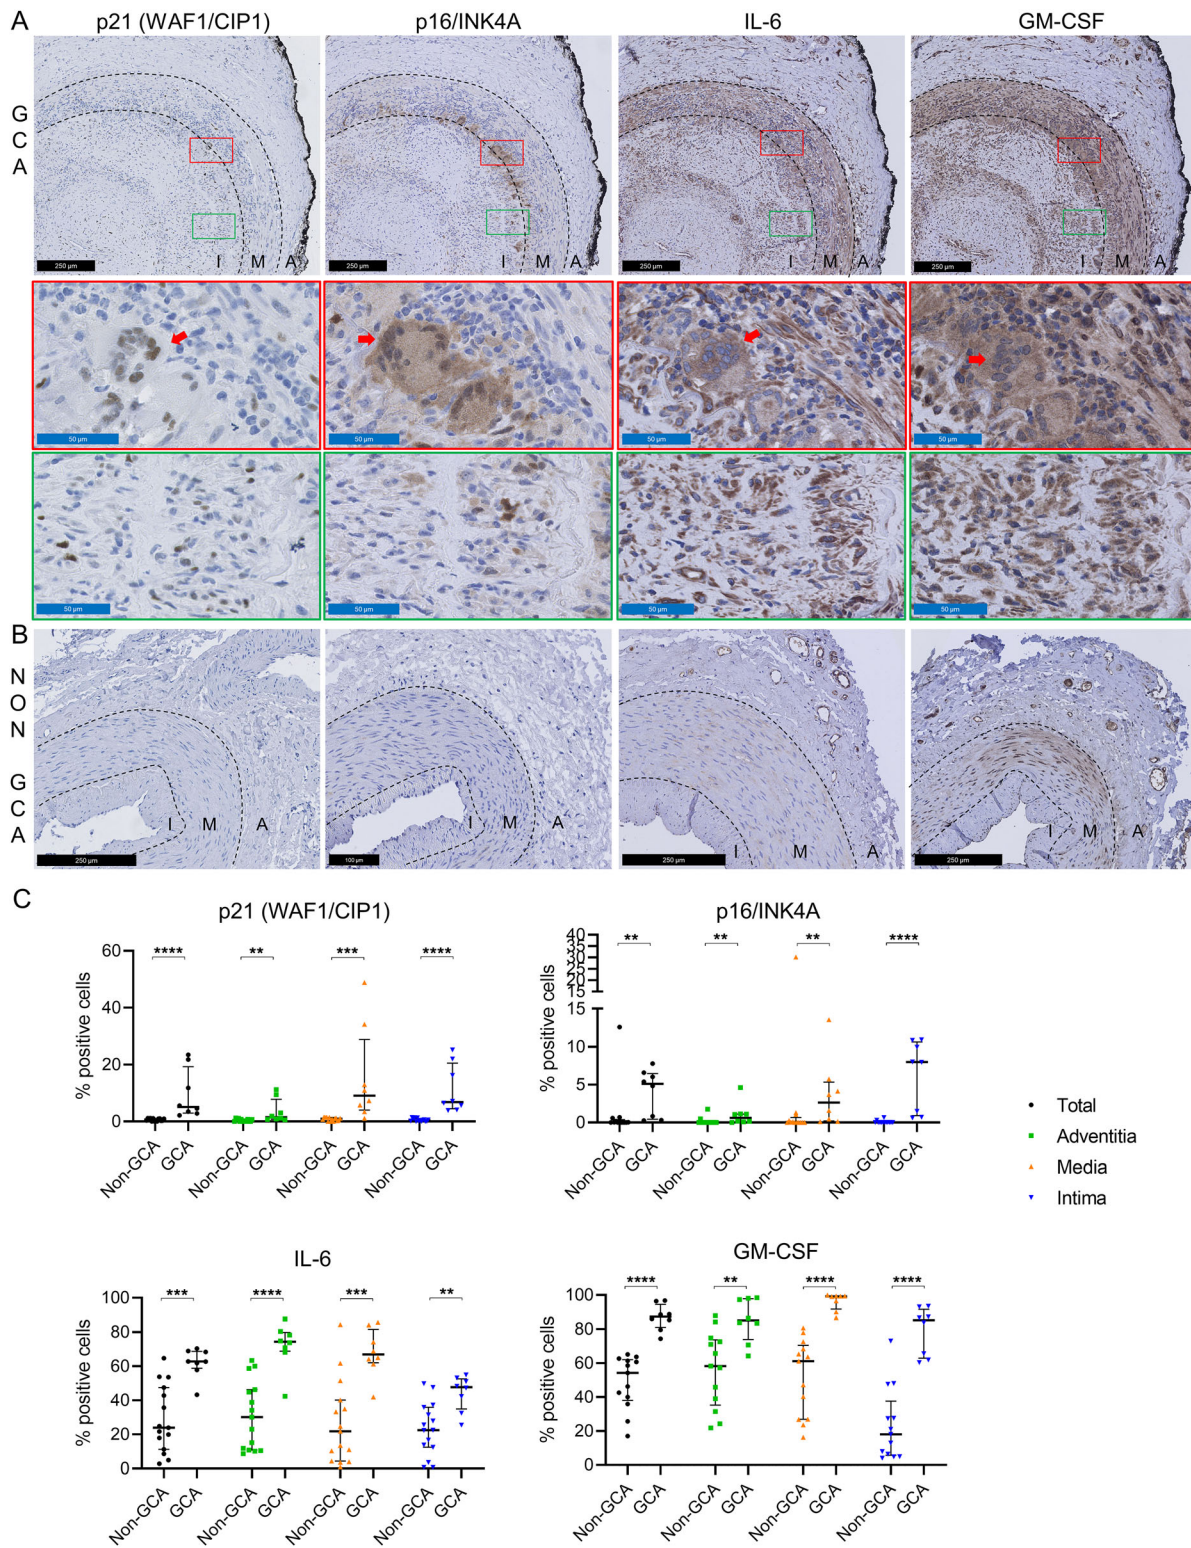 A
p21 (WAF1/CIP1)
p16/INK4A
IL-6
GM-CSF
G
C
A
I M A
I M A
I M A
I M A
250 µm
250 µm
250 µm
250 µm
50 µm
50 µm
50 µm
50 µm
50 µm
50 µm
50 µm
50 µm
B
N
O
N
G
C
A
I M A
I M A
I M A
I M A
250 µm
100 µm
250 µm
250 µm
C
p21 (WAF1/CIP1)
% positive cells
60
40
20
0
**** ** *** ****
Non-GCA GCA Non-GCA GCA Non-GCA GCA Non-GCA GCA
p16/INK4A
% positive cells
40
35
30
25
20
15
15
10
5
0
** ** ** ****
Non-GCA GCA Non-GCA GCA Non-GCA GCA Non-GCA GCA
Total
Adventitia
Media
Intima
IL-6
% positive cells
100
80
60
40
20
0
*** **** *** **
Non-GCA GCA Non-GCA GCA Non-GCA GCA Non-GCA GCA
GM-CSF
% positive cells
100
80
60
40
20
0
**** ** **** ****
Non-GCA GCA Non-GCA GCA Non-GCA GCA Non-GCA GCA